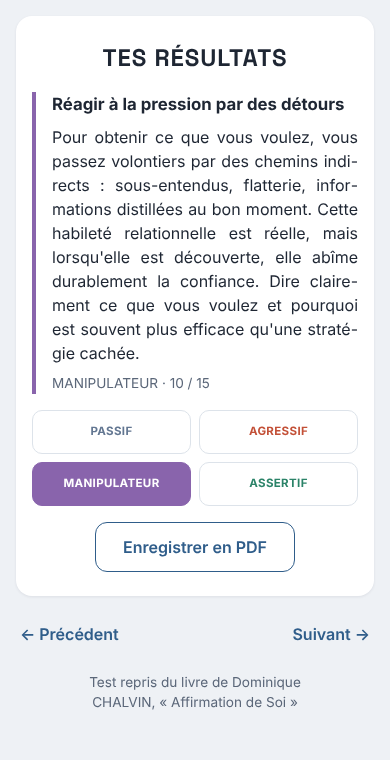 TES RÉSULTATS
Réagir à la pression par des détours
Pour obtenir ce que vous voulez, vous
passez volontiers par des chemins indi-
rects : sous-entendus, flatterie, infor-
mations distillées au bon moment. Cette
habileté relationnelle est réelle, mais
lorsqu'elle est découverte, elle abîme
durablement la confiance. Dire claire-
ment ce que vous voulez et pourquoi
est souvent plus efficace qu'une straté-
gie cachée.
MANIPULATEUR · 10 / 15
PASSIF
AGRESSIF
MANIPULATEUR
ASSERTIF
Enregistrer en PDF
← Précédent
Suivant →
Test repris du livre de Dominique
CHALVIN, « Affirmation de Soi »